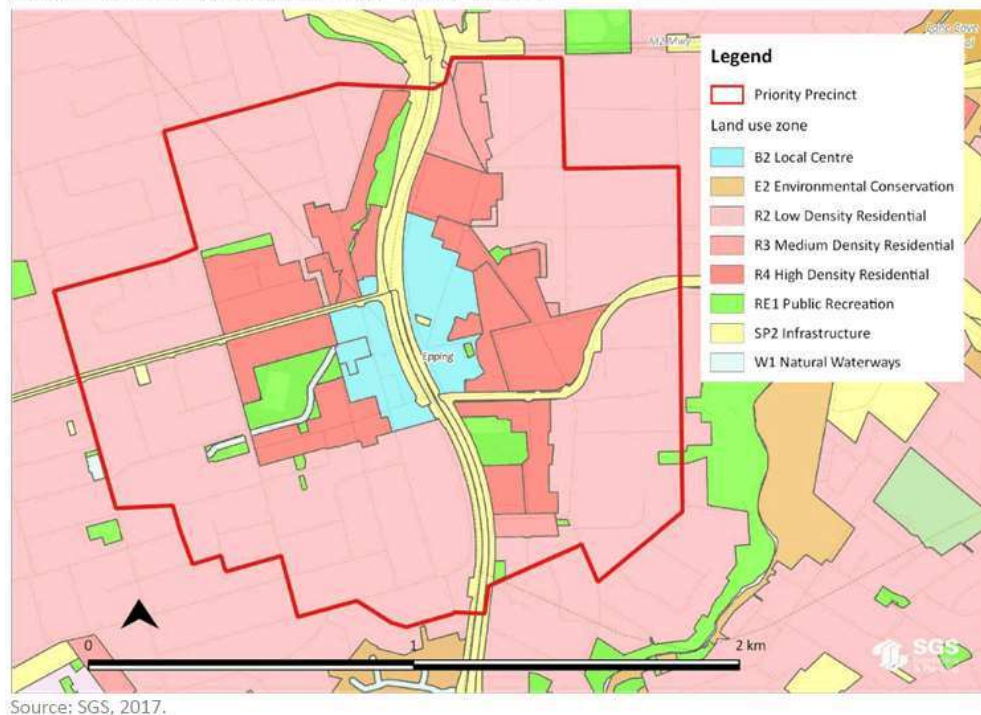 M2 Mwy
Legend
Priority Precinct
Land use zone
B2 Local Centre
E2 Environmental Conservation
R2 Low Density Residential
R3 Medium Density Residential
R4 High Density Residential
RE1 Public Recreation
SP2 Infrastructure
W1 Natural Waterways
Epping
0 1 2 km
SGS
Source: SGS, 2017.